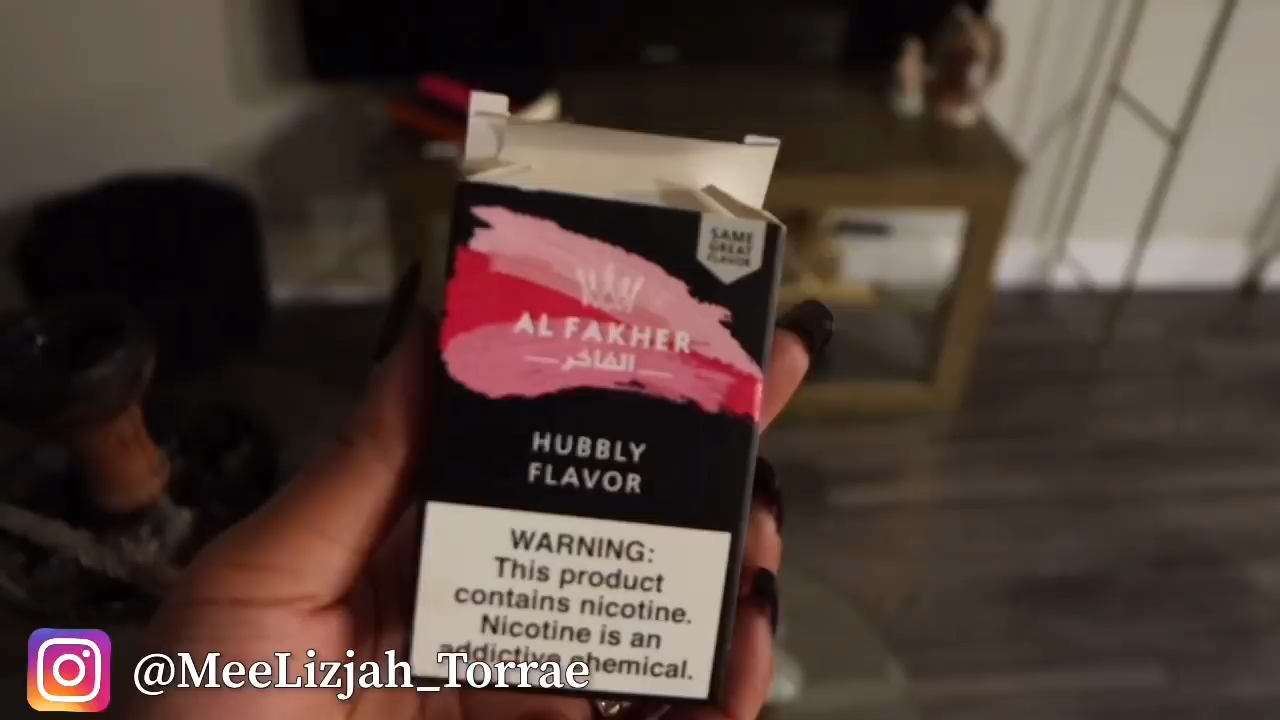 SAME
GREAT
FLAVOR
AL FAKHER
الفاخر
HUBBLY
FLAVOR
WARNING:
This product
contains nicotine.
Nicotine is an
addictive chemical.
@MeeLizjah_Torrae